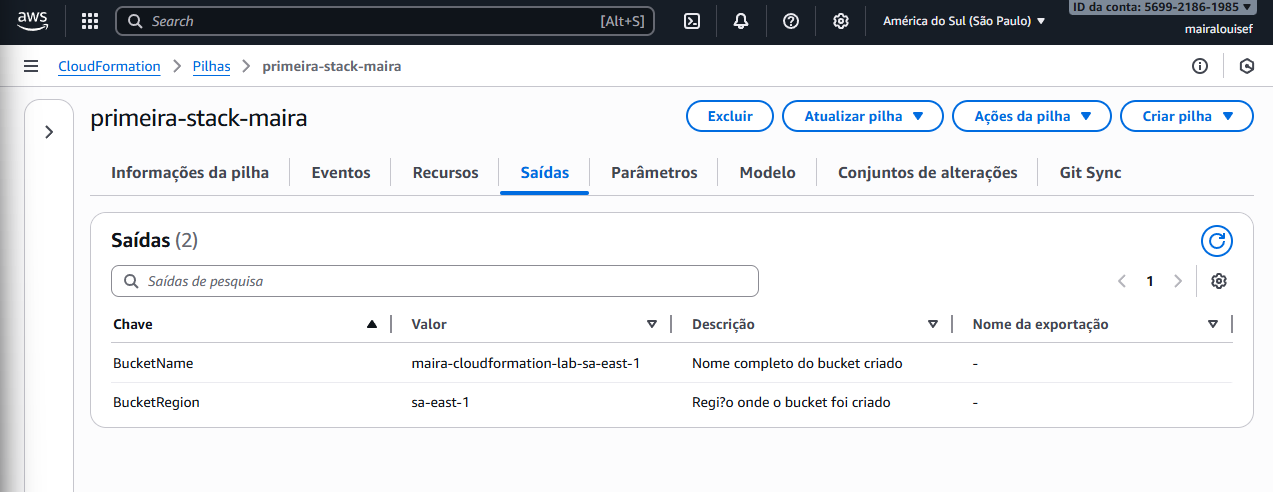 aws
Search [Alt+S]
América do Sul (São Paulo)
ID da conta: 5699-2186-1985
mairalouisef
CloudFormation
Pilhas
primeira-stack-maira
primeira-stack-maira
Excluir
Atualizar pilha
Ações da pilha
Criar pilha
Informações da pilha
Eventos
Recursos
Saídas
Parâmetros
Modelo
Conjuntos de alterações
Git Sync
Saídas (2)
Saídas de pesquisa
1
Chave Valor Descrição Nome da exportação
BucketName maira-cloudformation-lab-sa-east-1 Nome completo do bucket criado -
BucketRegion sa-east-1 Regi?o onde o bucket foi criado -